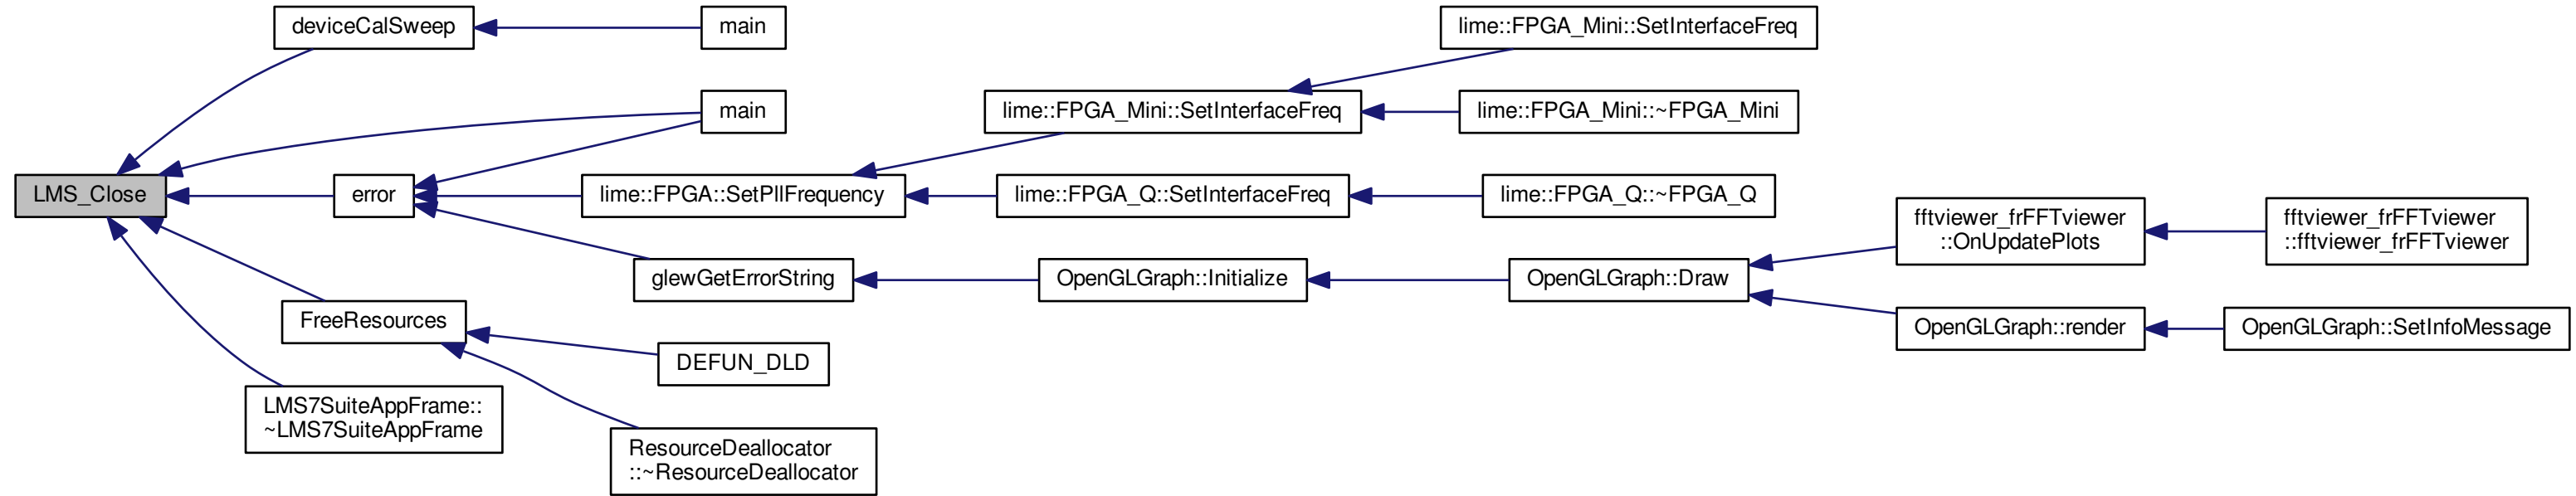 deviceCalSweep
main
lime::FPGA_Mini::SetInterfaceFreq
main
lime::FPGA_Mini::SetInterfaceFreq
lime::FPGA_Mini::~FPGA_Mini
LMS_Close
error
lime::FPGA::SetPllFrequency
lime::FPGA_Q::SetInterfaceFreq
lime::FPGA_Q::~FPGA_Q
fftviewer_frFFTviewer
::OnUpdatePlots
fftviewer_frFFTviewer
::fftviewer_frFFTviewer
glewGetErrorString
OpenGLGraph::Initialize
OpenGLGraph::Draw
FreeResources
OpenGLGraph::render
OpenGLGraph::SetInfoMessage
DEFUN_DLD
LMS7SuiteAppFrame::
~LMS7SuiteAppFrame
ResourceDeallocator
::~ResourceDeallocator